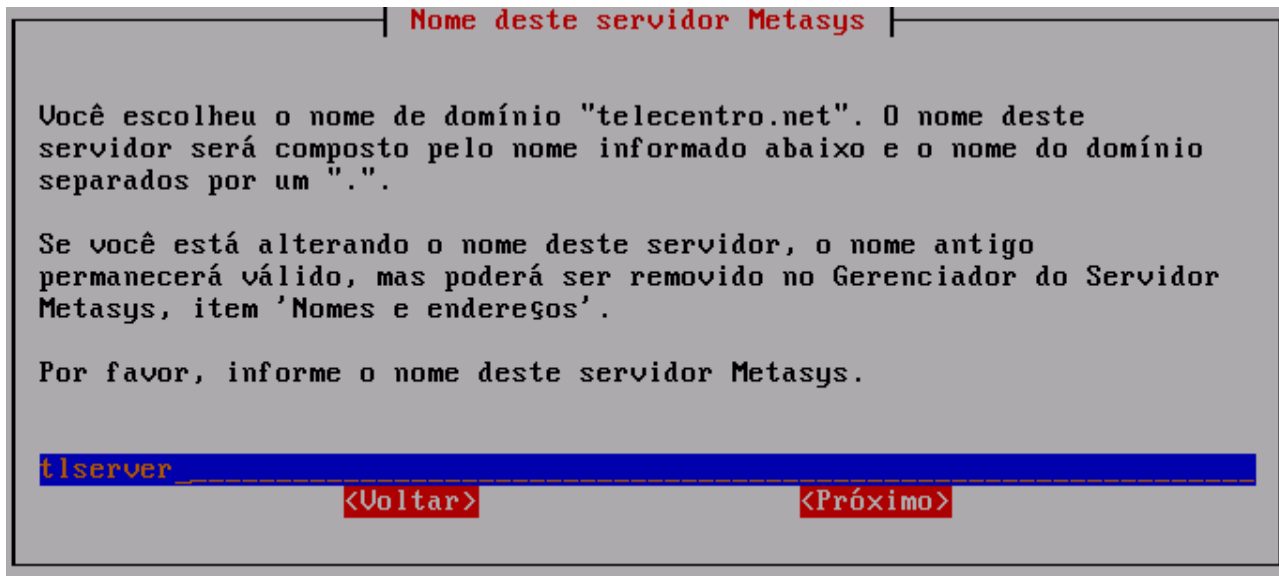 Nome deste servidor Metasys
Você escolheu o nome de domínio "telecentro.net". O nome deste
servidor será composto pelo nome informado abaixo e o nome do domínio
separados por um ".".
Se você está alterando o nome deste servidor, o nome antigo
permanecerá válido, mas poderá ser removido no Gerenciador do Servidor
Metasys, item 'Nomes e endereços'.
Por favor, informe o nome deste servidor Metasys.
tlserver
<Voltar> <Próximo>